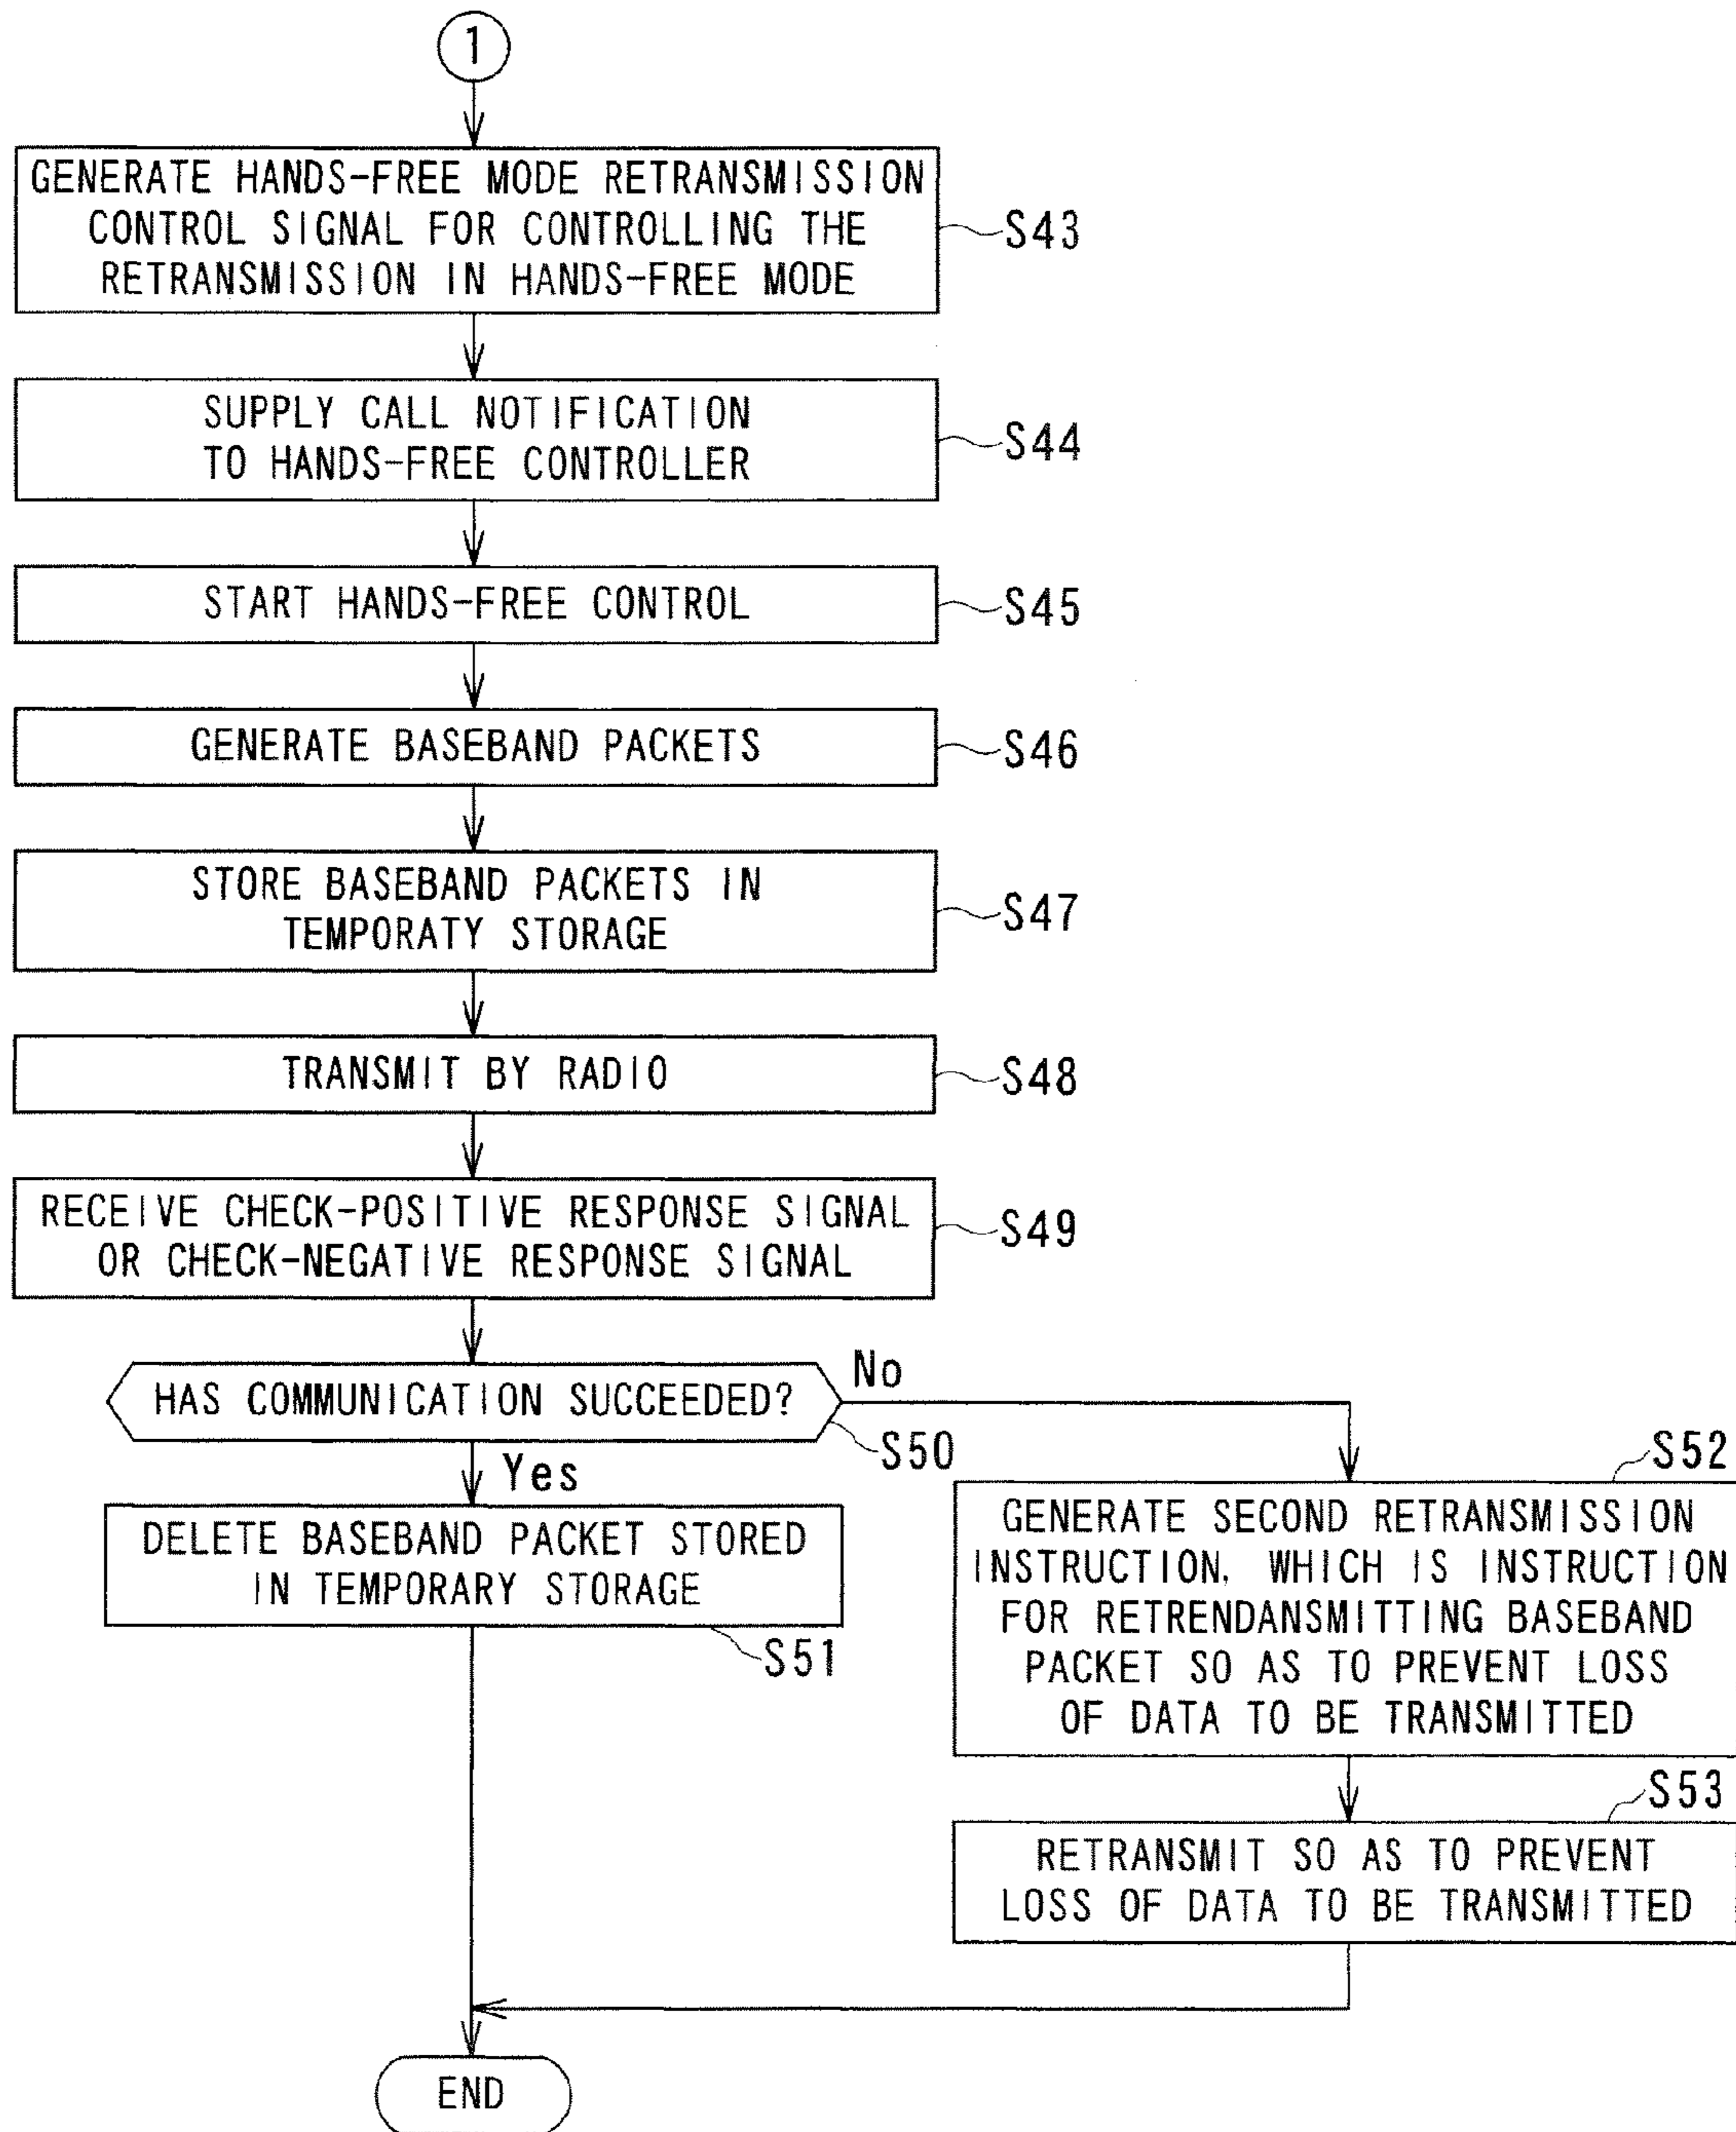 1
GENERATE HANDS-FREE MODE RETRANSMISSION
CONTROL SIGNAL FOR CONTROLLING THE
RETRANSMISSION IN HANDS-FREE MODE
S43
SUPPLY CALL NOTIFICATION
TO HANDS-FREE CONTROLLER
S44
START HANDS-FREE CONTROL
S45
GENERATE BASEBAND PACKETS
S46
STORE BASEBAND PACKETS IN
TEMPORATY STORAGE
S47
TRANSMIT BY RADIO
S48
RECEIVE CHECK-POSITIVE RESPONSE SIGNAL
OR CHECK-NEGATIVE RESPONSE SIGNAL
S49
HAS COMMUNICATION SUCCEEDED?
No
S50
Yes
DELETE BASEBAND PACKET STORED
IN TEMPORARY STORAGE
S51
S52
GENERATE SECOND RETRANSMISSION
INSTRUCTION, WHICH IS INSTRUCTION
FOR RETRENDANSMITTING BASEBAND
PACKET SO AS TO PREVENT LOSS
OF DATA TO BE TRANSMITTED
S53
RETRANSMIT SO AS TO PREVENT
LOSS OF DATA TO BE TRANSMITTED
END